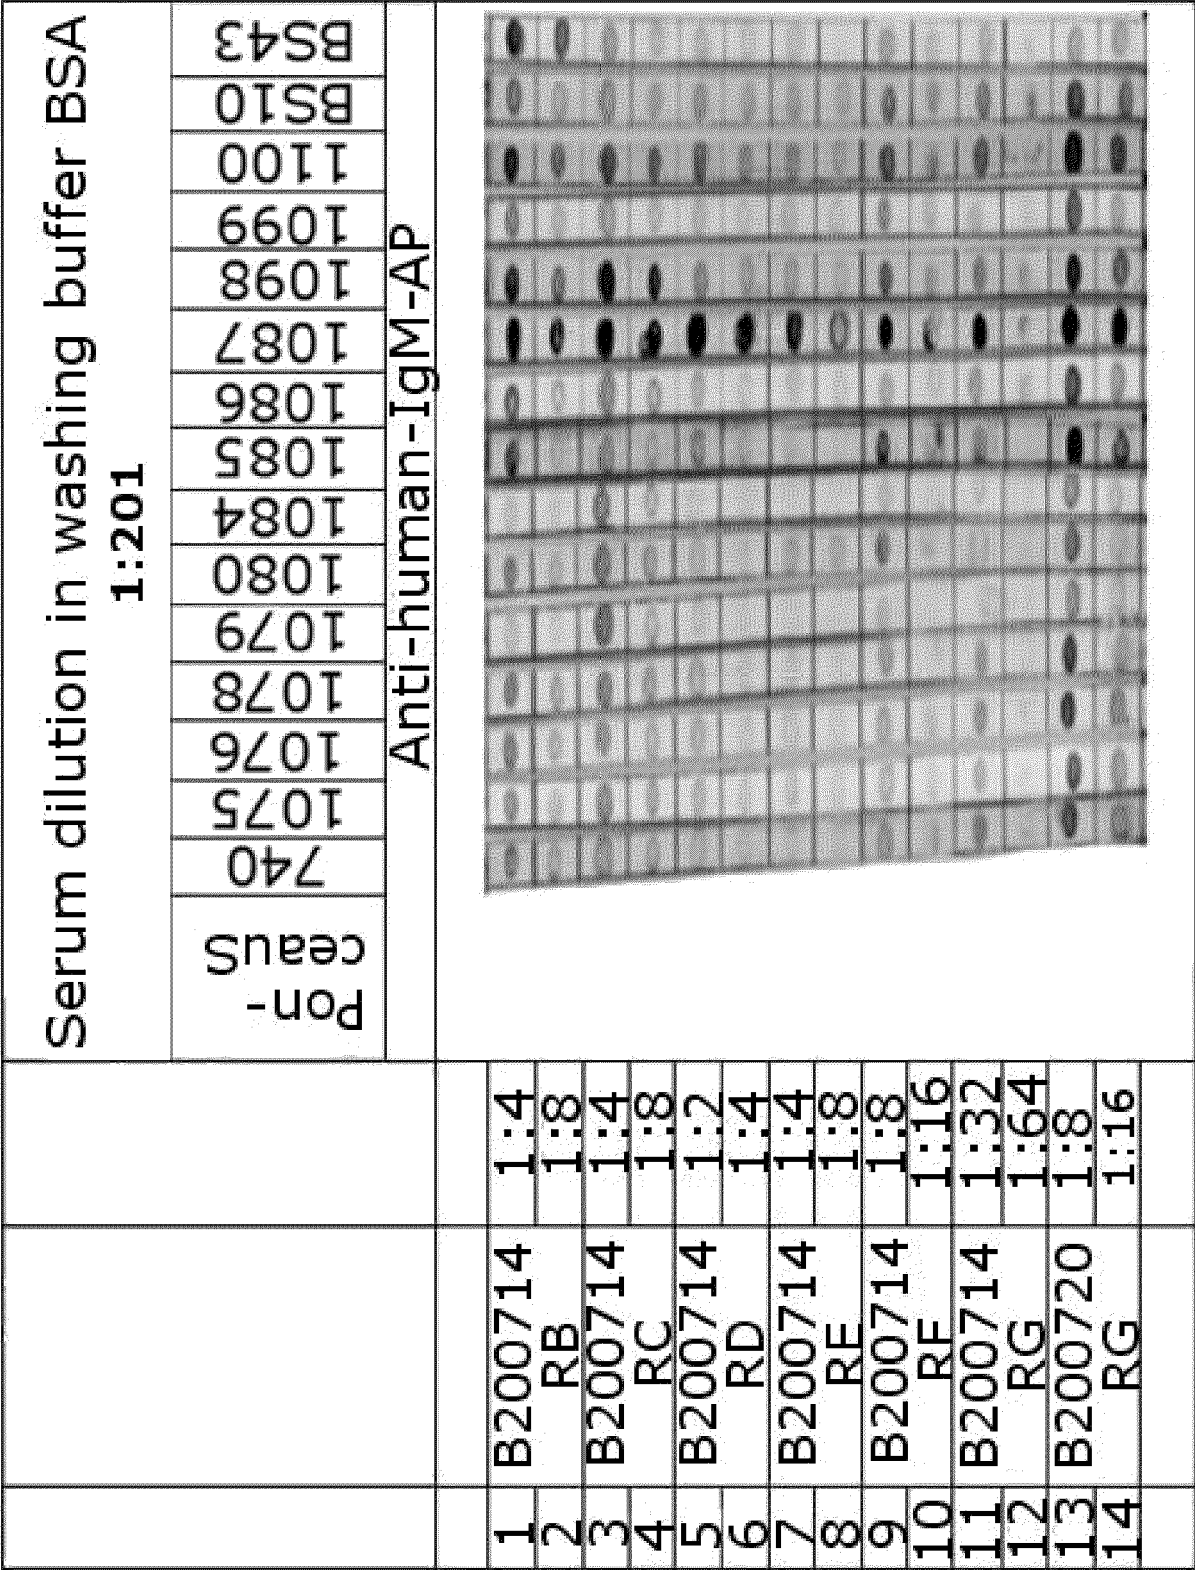 Serum dilution in washing buffer BSA
1:201
Pon-
ceauS
740
1075
1076
1078
1079
1080
1084
1085
1086
1087
1098
1099
1100
BS10
BS43
Anti-human-IgM-AP
1 B200714 1:4
2 RB 1:8
3 B200714 1:4
4 RC 1:8
5 B200714 1:2
6 RD 1:4
7 B200714 1:4
8 RE 1:8
9 B200714 1:8
10 RF 1:16
11 B200714 1:32
12 RG 1:64
13 B200720 1:8
14 RG 1:16